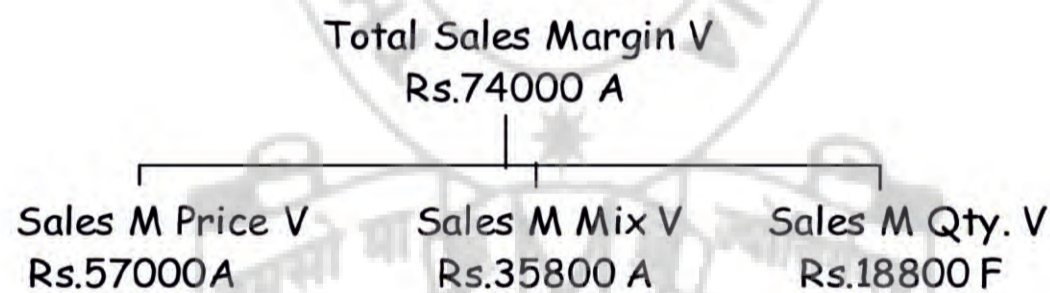 Total Sales Margin V
Rs.74000 A
Sales M Price V Sales M Mix V Sales M Qty. V
Rs.57000A Rs.35800 A Rs.18800 F